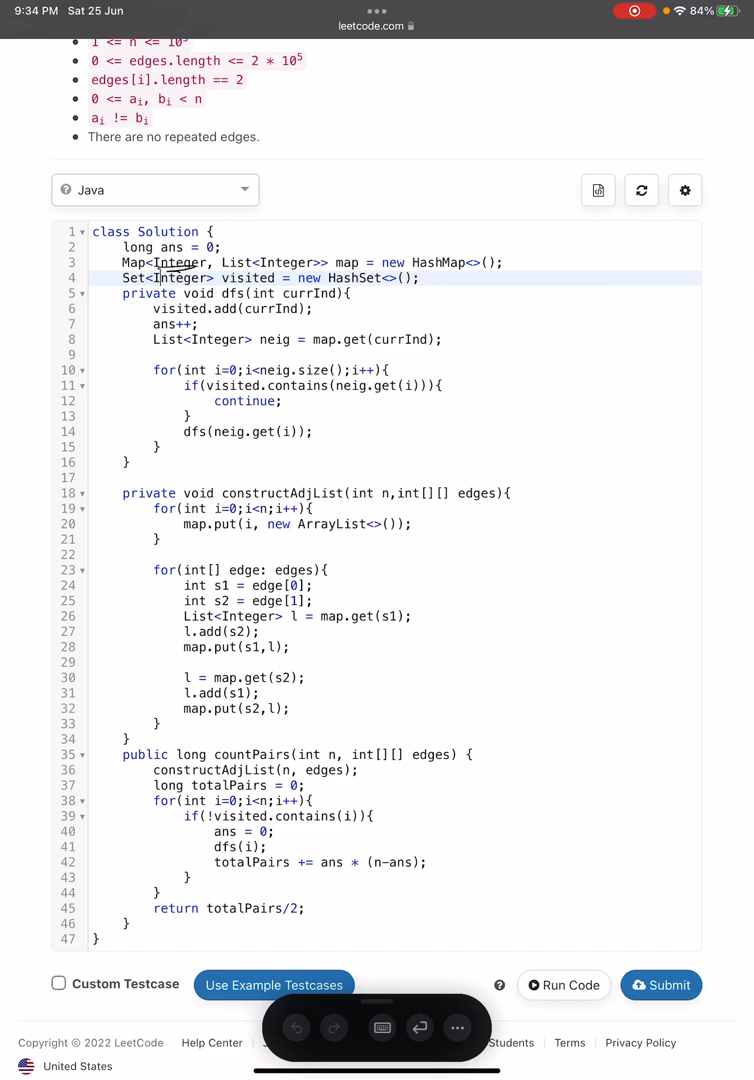 9:34 PM Sat 25 Jun
84%
leetcode.com
1 <= n <= 10⁵
0 <= edges.length <= 2 * 10⁵
edges[i].length == 2
0 <= aᵢ, bᵢ < n
aᵢ != bᵢ
There are no repeated edges.
Java
1 class Solution {
2 long ans = 0;
3 Map<Integer, List<Integer>> map = new HashMap<>();
4 Set<Integer> visited = new HashSet<>();
5 private void dfs(int currInd){
6 visited.add(currInd);
7 ans++;
8 List<Integer> neig = map.get(currInd);
9
10 for(int i=0;i<neig.size();i++){
11 if(visited.contains(neig.get(i))){
12 continue;
13 }
14 dfs(neig.get(i));
15 }
16 }
17
18 private void constructAdjList(int n,int[][] edges){
19 for(int i=0;i<n;i++){
20 map.put(i, new ArrayList<>());
21 }
22
23 for(int[] edge: edges){
24 int s1 = edge[0];
25 int s2 = edge[1];
26 List<Integer> l = map.get(s1);
27 l.add(s2);
28 map.put(s1,l);
29
30 l = map.get(s2);
31 l.add(s1);
32 map.put(s2,l);
33 }
34 }
35 public long countPairs(int n, int[][] edges) {
36 constructAdjList(n, edges);
37 long totalPairs = 0;
38 for(int i=0;i<n;i++){
39 if(!visited.contains(i)){
40 ans = 0;
41 dfs(i);
42 totalPairs += ans * (n-ans);
43 }
44 }
45 return totalPairs/2;
46 }
47 }
Custom Testcase
Use Example Testcases
? Run Code
Submit
Copyright © 2022 LeetCode Help Center Students Terms Privacy Policy
United States